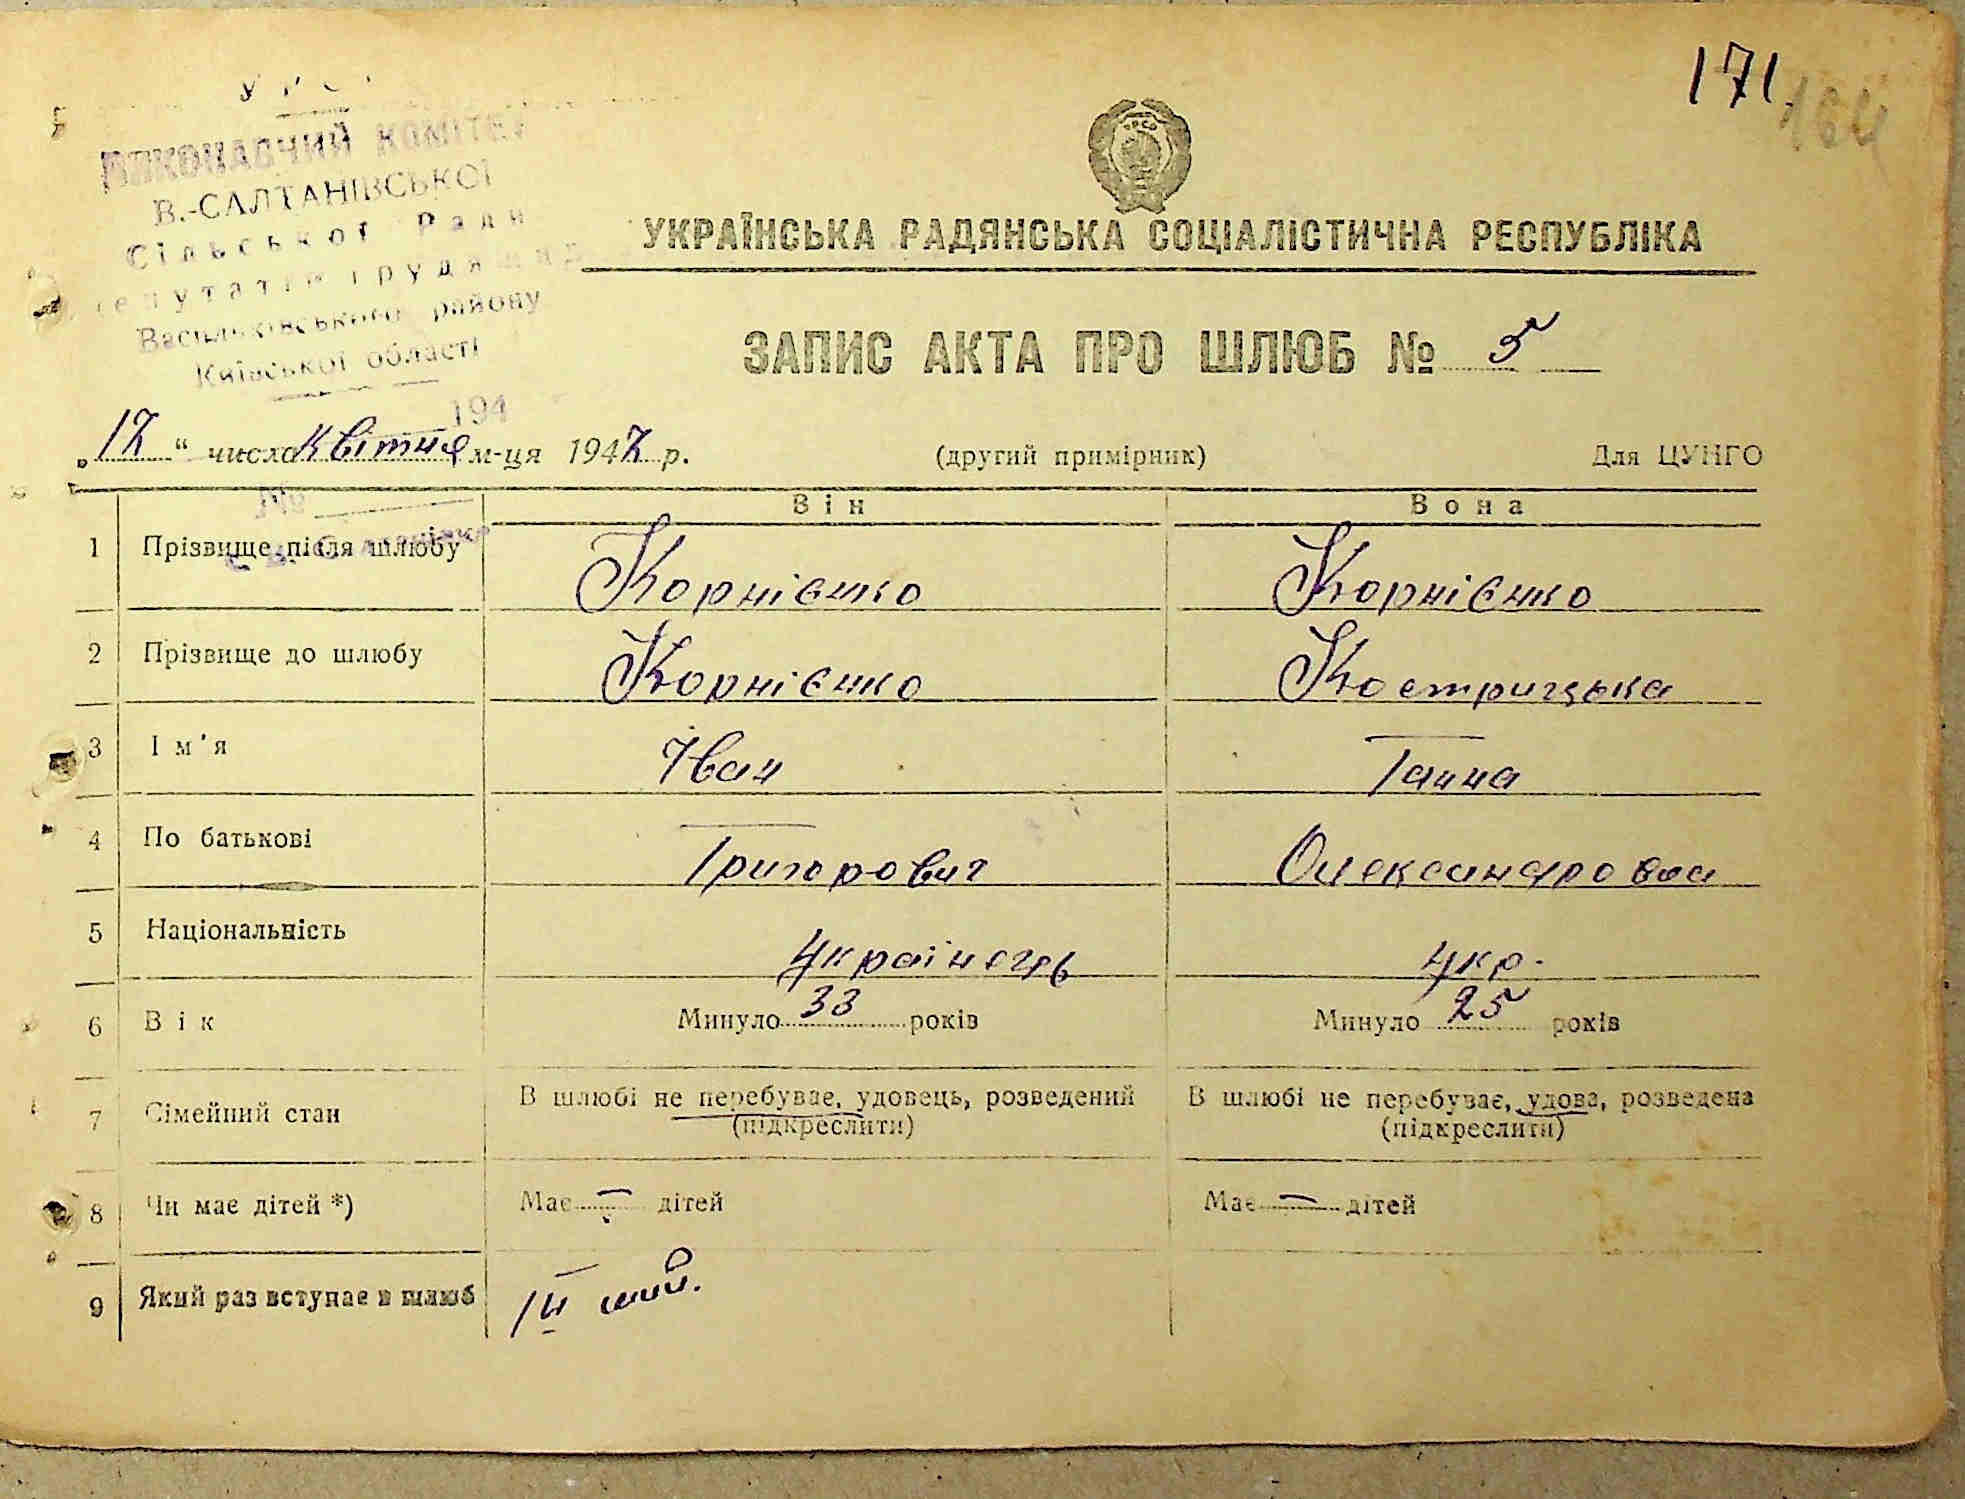 171 164
УРСР
ВИКОНАВЧИЙ КОМІТЕТ
В.-САЛТАНІВСЬКОЇ
Сільської Ради
депутатів трудящих
Васильківського району
Київської області
194
УКРАЇНСЬКА РАДЯНСЬКА СОЦІАЛІСТИЧНА РЕСПУБЛІКА
ЗАПИС АКТА ПРО ШЛЮБ № 5
„17“ числа квітня м-ця 1947 р. (другий примірник) Для ЦУНГО
Він Вона
1 Прізвище після шлюбу Корнієнко Корнієнко
2 Прізвище до шлюбу Корнієнко Кострицька
3 Ім'я Іван Ганна
4 По батькові Григорович Олександровна
5 Національність Українець Укр.
6 Вік Минуло 33 років Минуло 25 років
7 Сімейний стан В шлюбі не перебуває, удовець, розведений В шлюбі не перебуває, удова, розведена
(підкреслити) (підкреслити)
8 Чи має дітей *) Має — дітей Має — дітей
9 Який раз вступає в шлюб